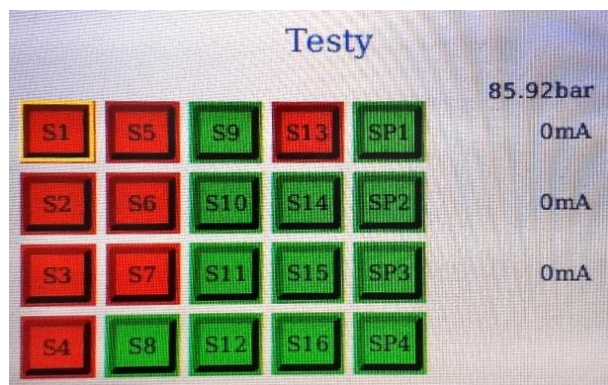 Testy
85.92bar
S1 S5 S9 S13 SP1 0mA
S2 S6 S10 S14 SP2 0mA
S3 S7 S11 S15 SP3 0mA
S4 S8 S12 S16 SP4